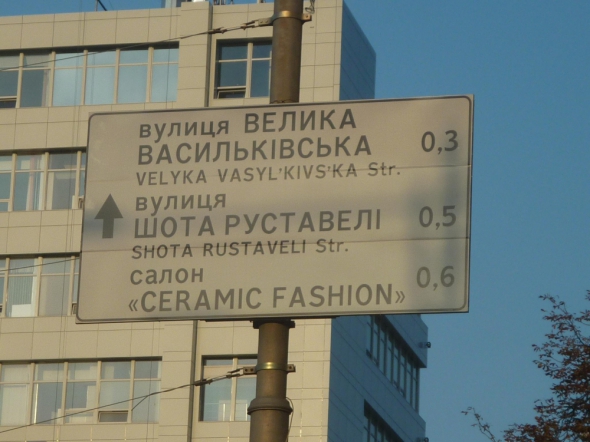 вулиця ВЕЛИКА
ВАСИЛЬКІВСЬКА 0,3
VELYKA VASYL'KIVS'KA Str.
вулиця
ШОТА РУСТАВЕЛІ 0,5
SHOTA RUSTAVELI Str.
салон 0,6
«CERAMIC FASHION»